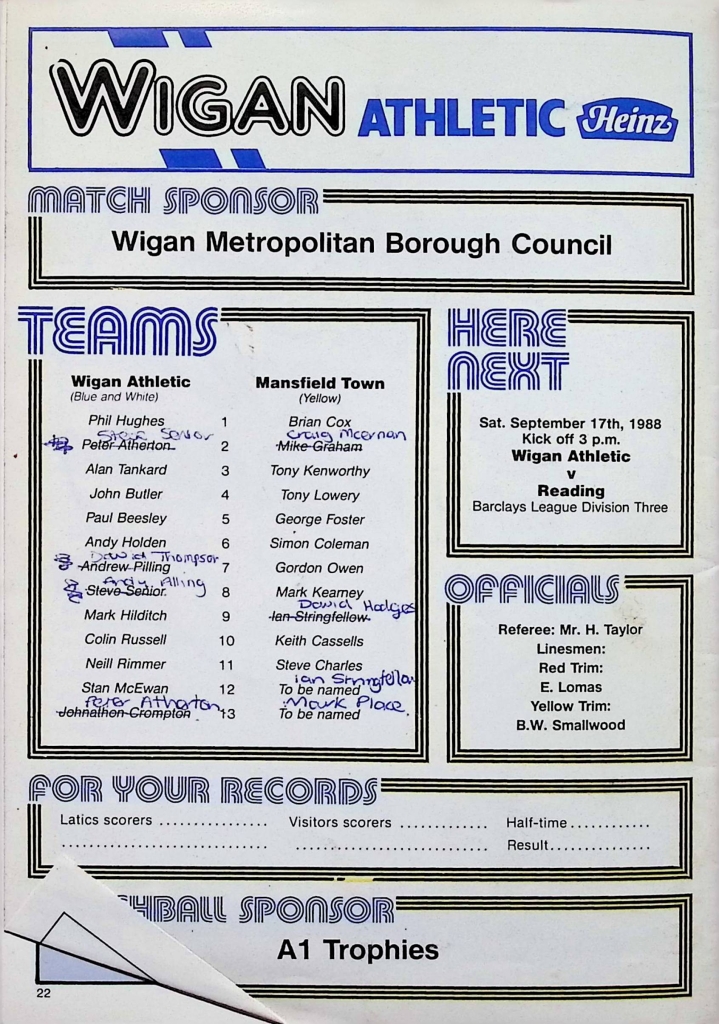 WIGAN ATHLETIC Heinz
MATCH SPONSOR
Wigan Metropolitan Borough Council
TEAMS
Wigan Athletic Mansfield Town
(Blue and White) (Yellow)
Phil Hughes 1 Brian Cox
Steve Senior Craig McKernan
Peter Atherton 2 Mike Graham
Alan Tankard 3 Tony Kenworthy
John Butler 4 Tony Lowery
Paul Beesley 5 George Foster
Andy Holden 6 Simon Coleman
David Thompson
Andrew Pilling 7 Gordon Owen
Andy Pilling
Steve Senior 8 Mark Kearney
David Hodges
Mark Hilditch 9 Ian Stringfellow
Colin Russell 10 Keith Cassells
Neill Rimmer 11 Steve Charles
Ian Stringfellow
Stan McEwan 12 To be named
Peter Atherton Mark Place
Johnathon Crompton 13 To be named
HERE
NEXT
Sat. September 17th, 1988
Kick off 3 p.m.
Wigan Athletic
v
Reading
Barclays League Division Three
OFFICIALS
Referee: Mr. H. Taylor
Linesmen:
Red Trim:
E. Lomas
Yellow Trim:
B.W. Smallwood
FOR YOUR RECORDS
Latics scorers ................ Visitors scorers ............ Half-time ............
Result ..............
HBALL SPONSOR
A1 Trophies
22